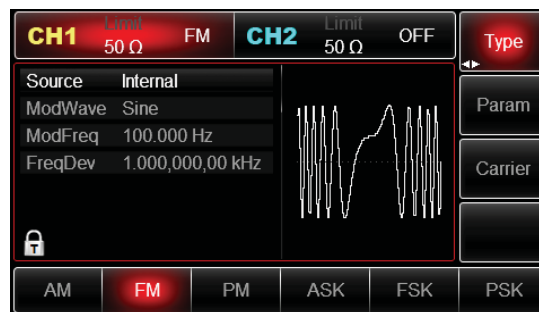 CH1 Limit 50 Ω FM CH2 Limit 50 Ω OFF Type
Source Internal
ModWave Sine
ModFreq 100.000 Hz
FreqDev 1.000,000,00 kHz
Param
Carrier
T
AM FM PM ASK FSK PSK